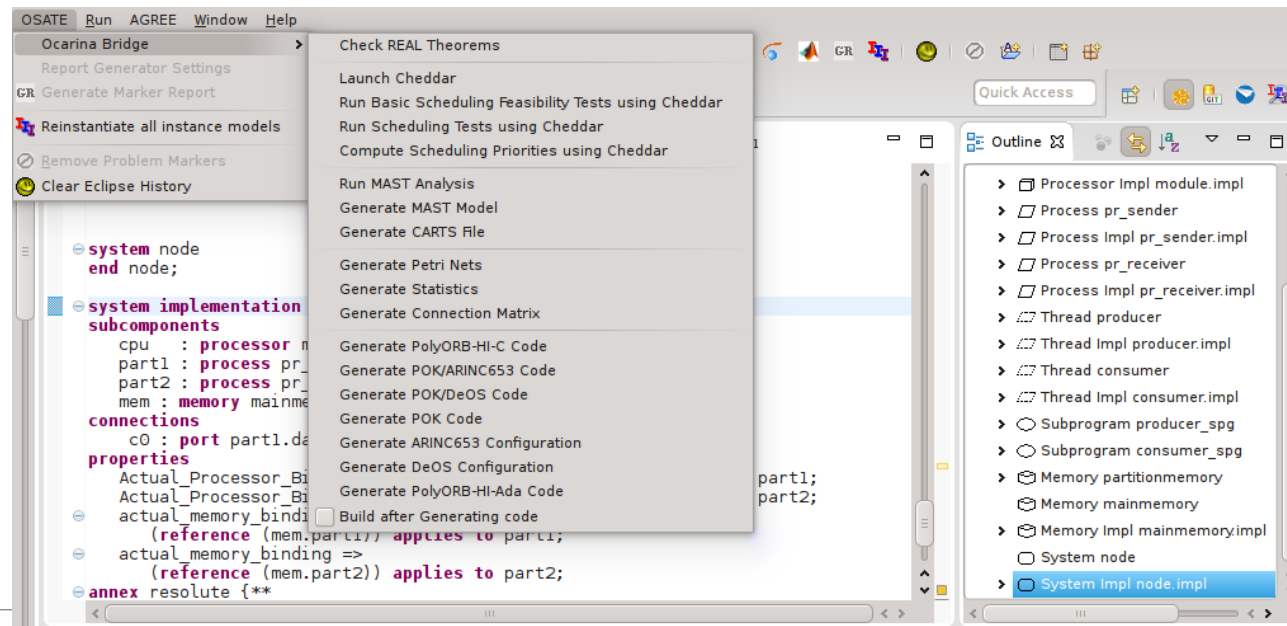 OSATE Run AGREE Window Help
Ocarina Bridge
Report Generator Settings
GR Generate Marker Report
Reinstantiate all instance models
Remove Problem Markers
Clear Eclipse History
Check REAL Theorems
Launch Cheddar
Run Basic Scheduling Feasibility Tests using Cheddar
Run Scheduling Tests using Cheddar
Compute Scheduling Priorities using Cheddar
Run MAST Analysis
Generate MAST Model
Generate CARTS File
Generate Petri Nets
Generate Statistics
Generate Connection Matrix
Generate PolyORB-HI-C Code
Generate POK/ARINC653 Code
Generate POK/DeOS Code
Generate POK Code
Generate ARINC653 Configuration
Generate DeOS Configuration
Generate PolyORB-HI-Ada Code
Build after Generating code
GR
Quick Access
GIT
system node
end node;
system implementation
subcomponents
cpu : processor
part1 : process pr_
part2 : process pr_
mem : memory mainme
connections
c0 : port part1.da
properties
Actual_Processor_Bi part1;
Actual_Processor_Bi part2;
actual_memory_bindi
(reference (mem.part1)) applies to part1;
actual_memory_binding =>
(reference (mem.part2)) applies to part2;
annex resolute {**
Outline
Processor Impl module.impl
Process pr_sender
Process Impl pr_sender.impl
Process pr_receiver
Process Impl pr_receiver.impl
Thread producer
Thread Impl producer.impl
Thread consumer
Thread Impl consumer.impl
Subprogram producer_spg
Subprogram consumer_spg
Memory partitionmemory
Memory mainmemory
Memory Impl mainmemory.impl
System node
System Impl node.impl